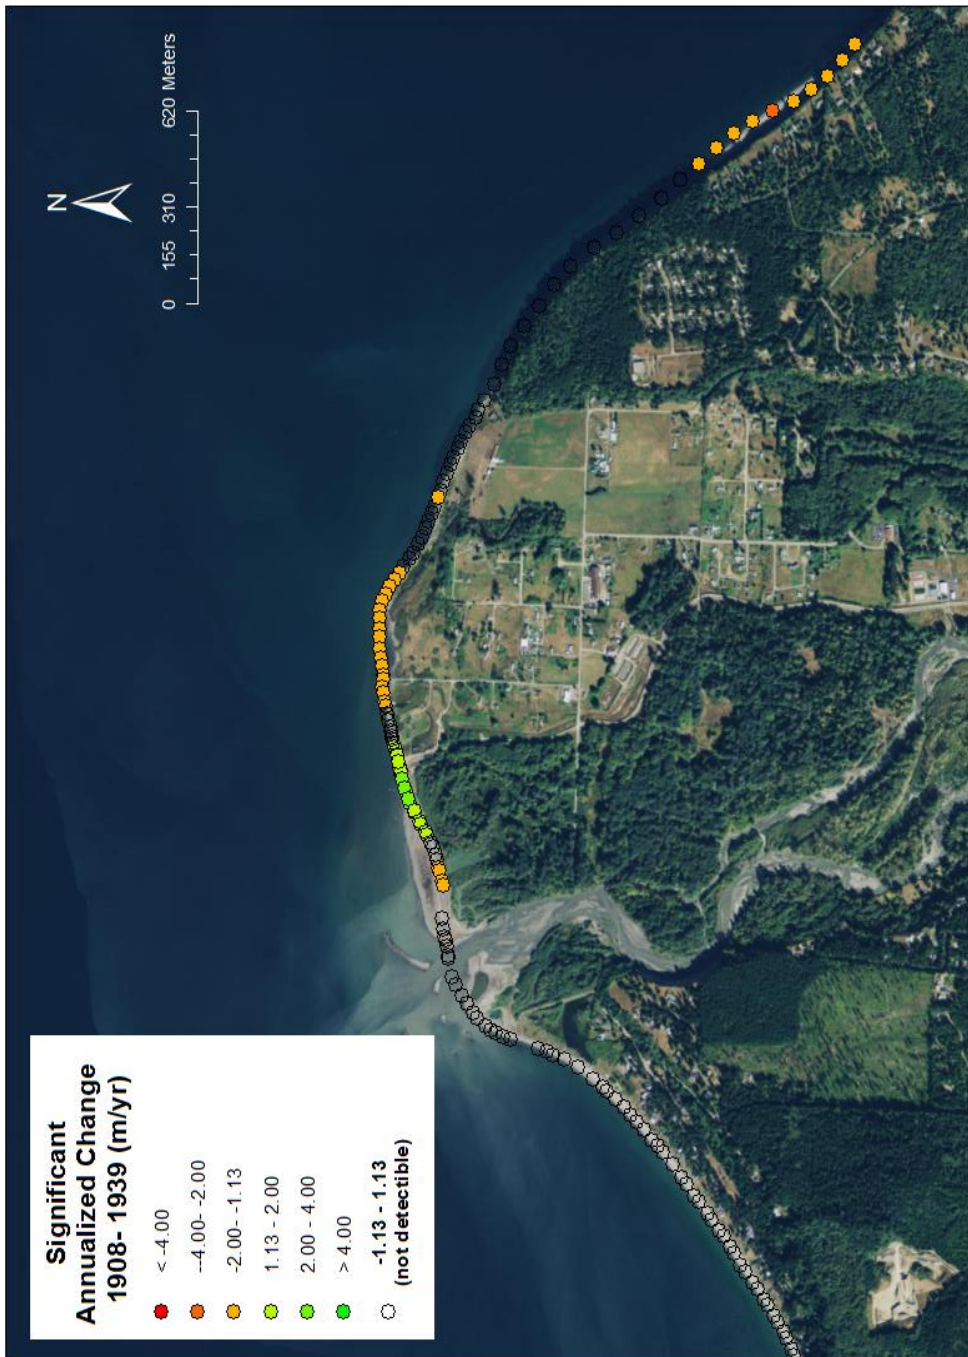 Significant
Annualized Change
1908- 1939 (m/yr)
< -4.00
--4.00- -2.00
-2.00- -1.13
1.13 - 2.00
2.00 - 4.00
> 4.00
-1.13 - 1.13
(not detectible)
N
0 155 310 620 Meters